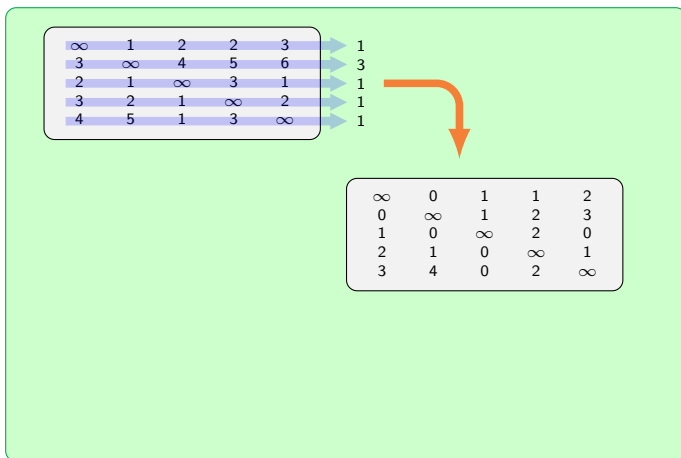 ∞ 1 2 2 3 1
3 ∞ 4 5 6 3
2 1 ∞ 3 1 1
3 2 1 ∞ 2 1
4 5 1 3 ∞ 1
∞ 0 1 1 2
0 ∞ 1 2 3
1 0 ∞ 2 0
2 1 0 ∞ 1
3 4 0 2 ∞